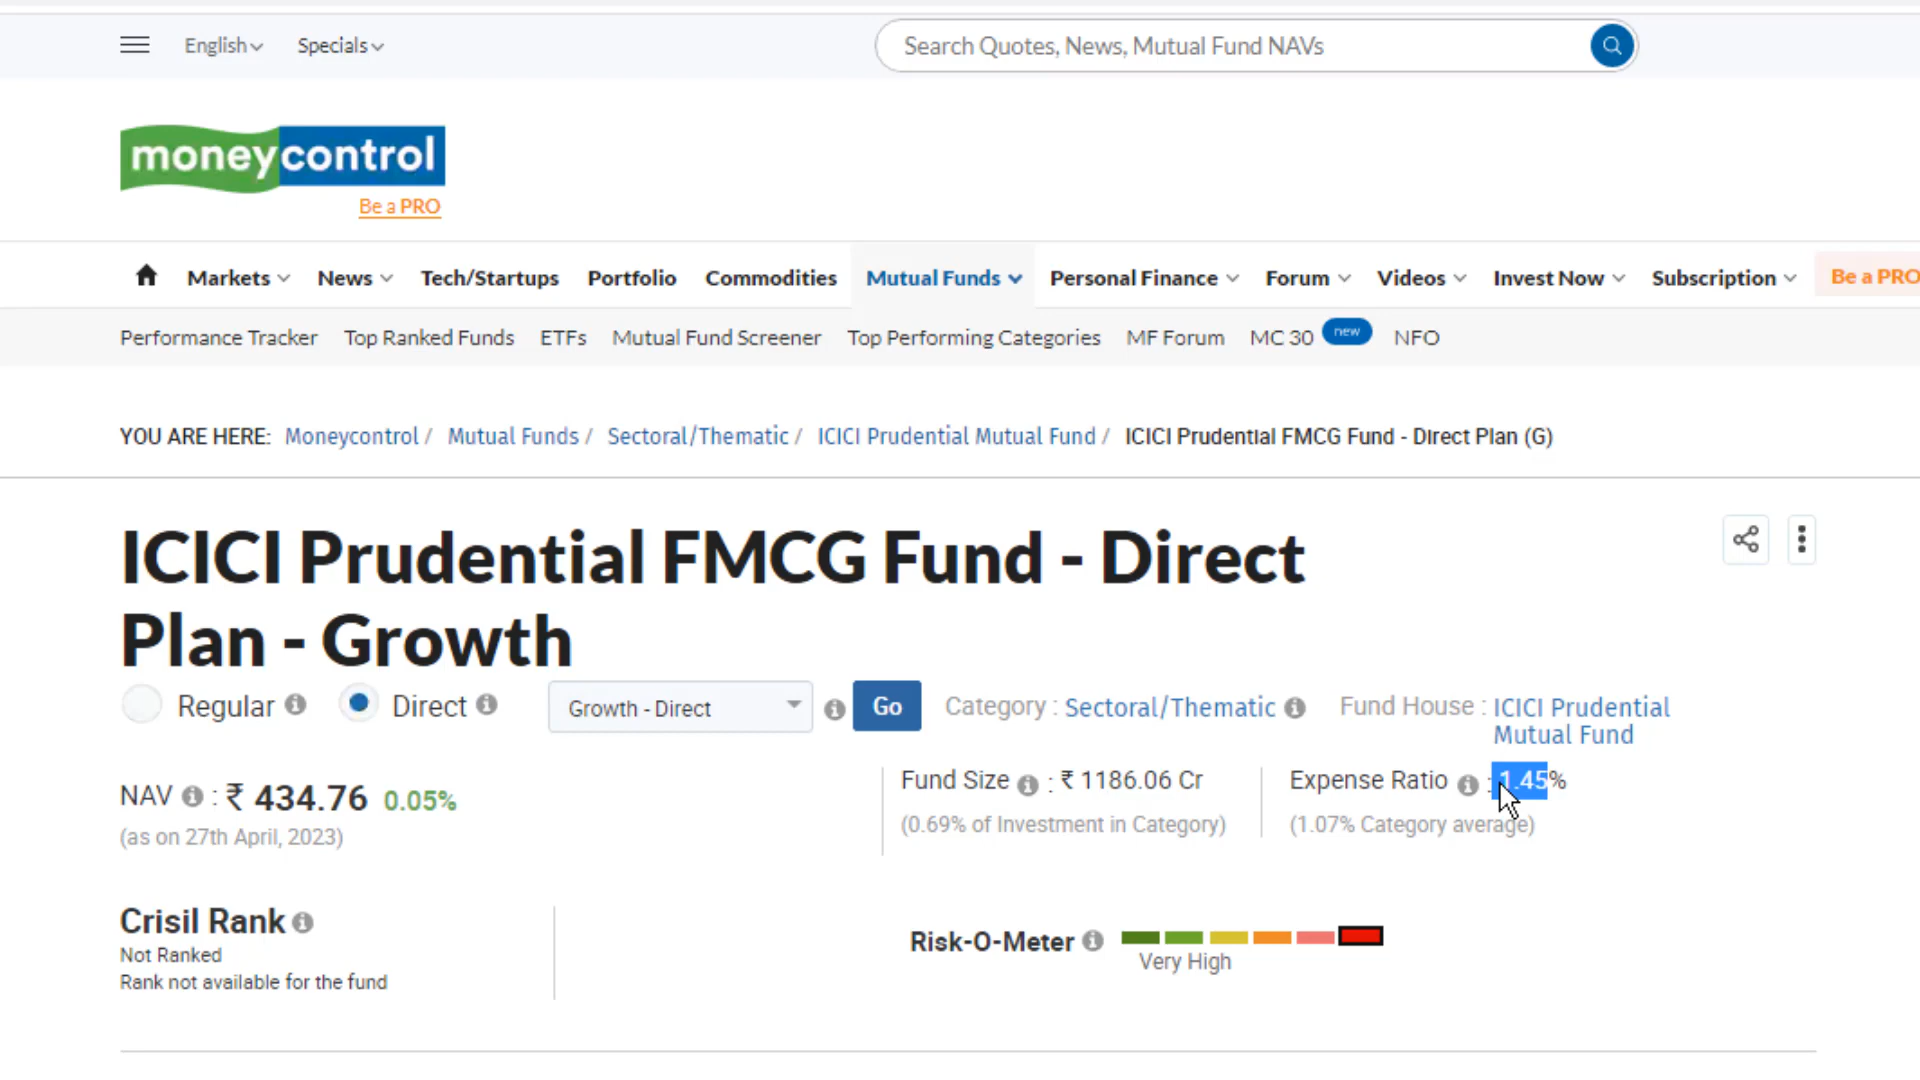 English Specials Search Quotes, News, Mutual Fund NAVs
moneycontrol
Be a PRO
Markets News Tech/Startups Portfolio Commodities Mutual Funds Personal Finance Forum Videos Invest Now Subscription Be a PRO
Performance Tracker Top Ranked Funds ETFs Mutual Fund Screener Top Performing Categories MF Forum MC 30 new NFO
YOU ARE HERE: Moneycontrol / Mutual Funds / Sectoral/Thematic / ICICI Prudential Mutual Fund / ICICI Prudential FMCG Fund - Direct Plan (G)
ICICI Prudential FMCG Fund - Direct
Plan - Growth
Regular Direct Growth - Direct Go Category : Sectoral/Thematic Fund House : ICICI Prudential
Mutual Fund
NAV : ₹ 434.76 0.05%
(as on 27th April, 2023)
Fund Size : ₹ 1186.06 Cr
(0.69% of Investment in Category)
Expense Ratio : 1.45%
(1.07% Category average)
Crisil Rank
Not Ranked
Rank not available for the fund
Risk-O-Meter
Very High